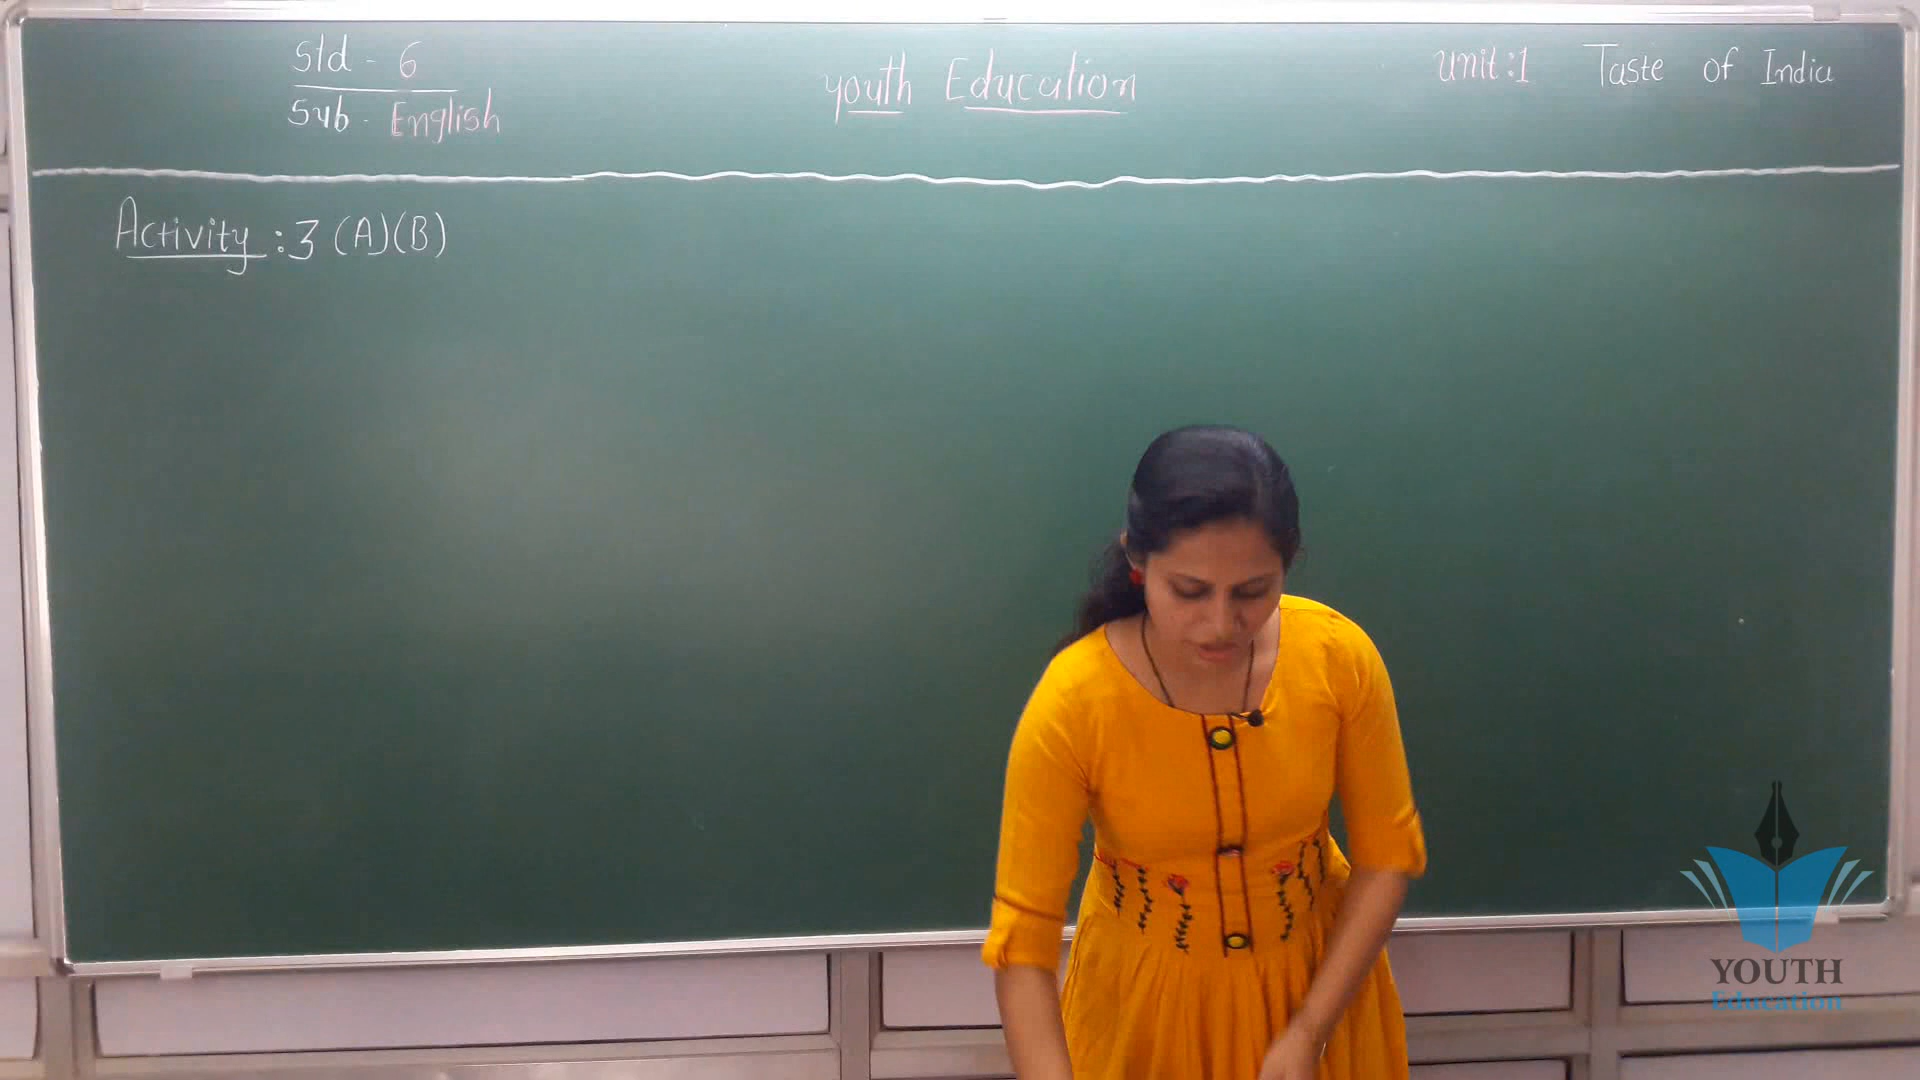 Std - 6
Sub - English
youth Education
Unit:1 Taste of India
Activity : 3 (A)(B)
YOUTH
Education